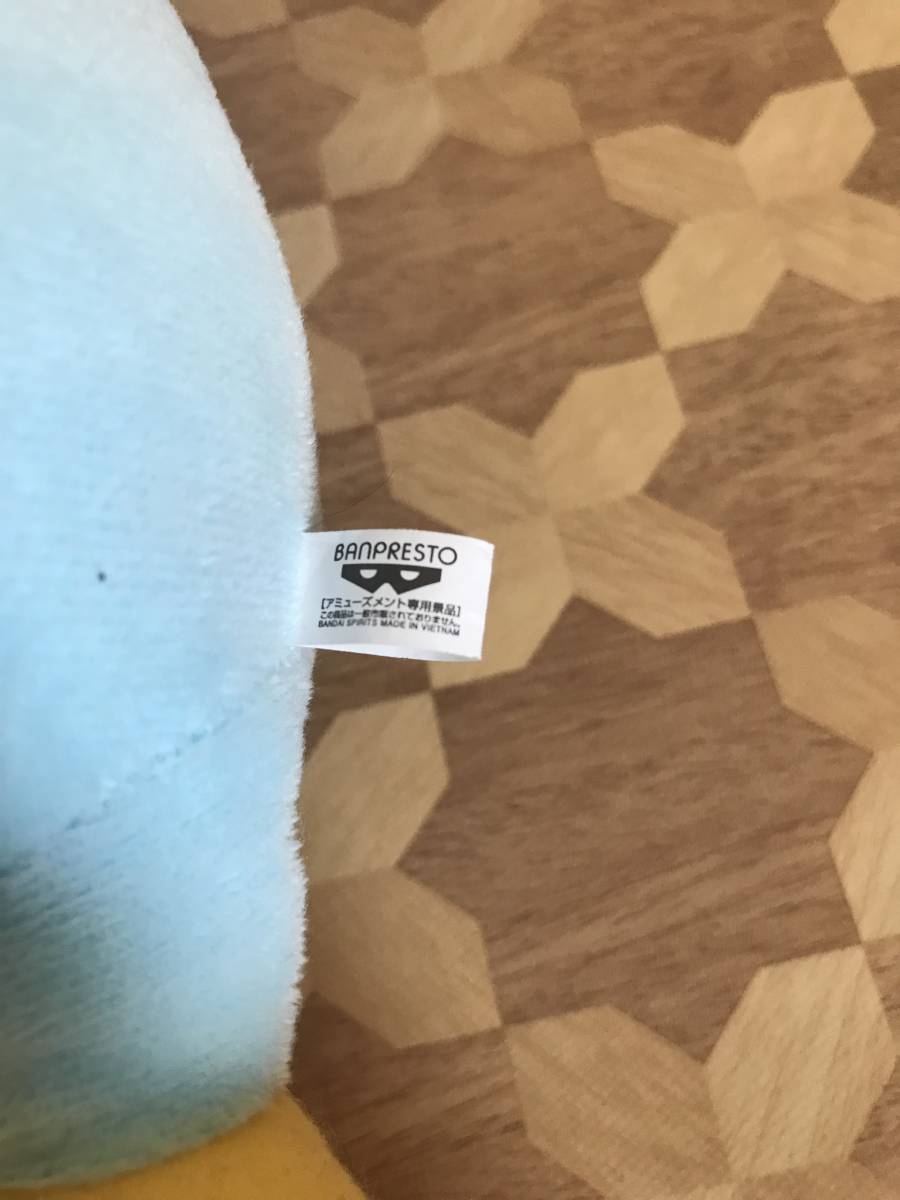 BANPRESTO
[アミューズメント専用景品]
この商品は一般市販されておりません。
BANDAI SPIRITS MADE IN VIETNAM